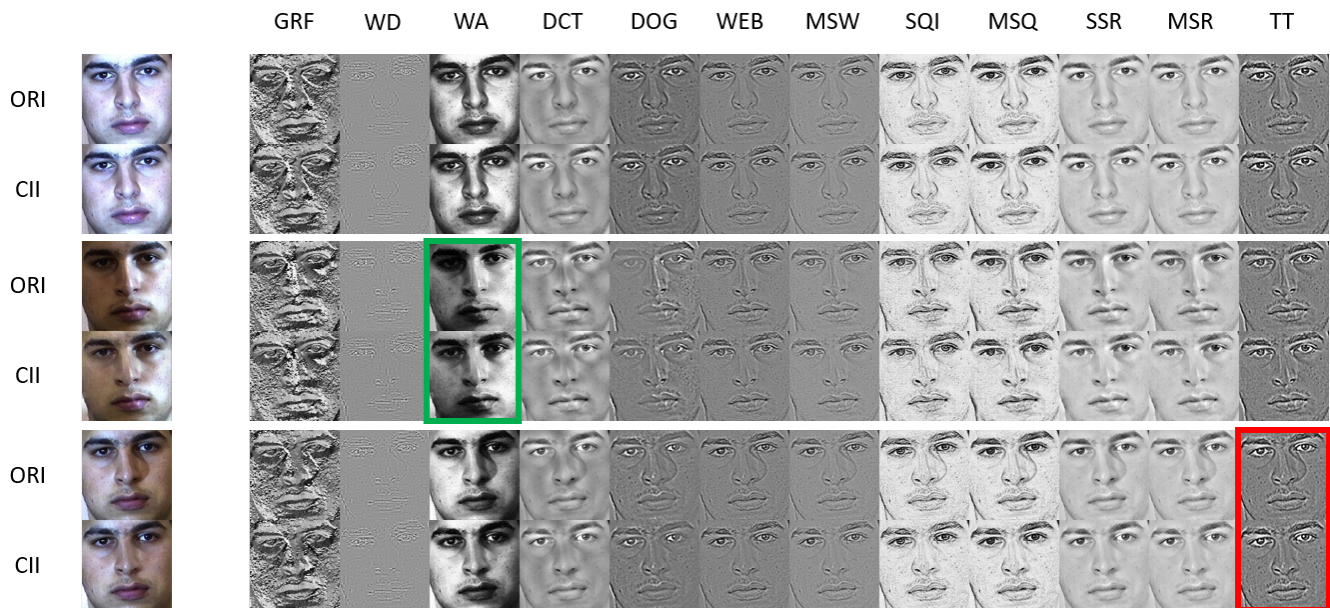 GRF WD WA DCT DOG WEB MSW SQI MSQ SSR MSR TT
ORI
CII
ORI
CII
ORI
CII